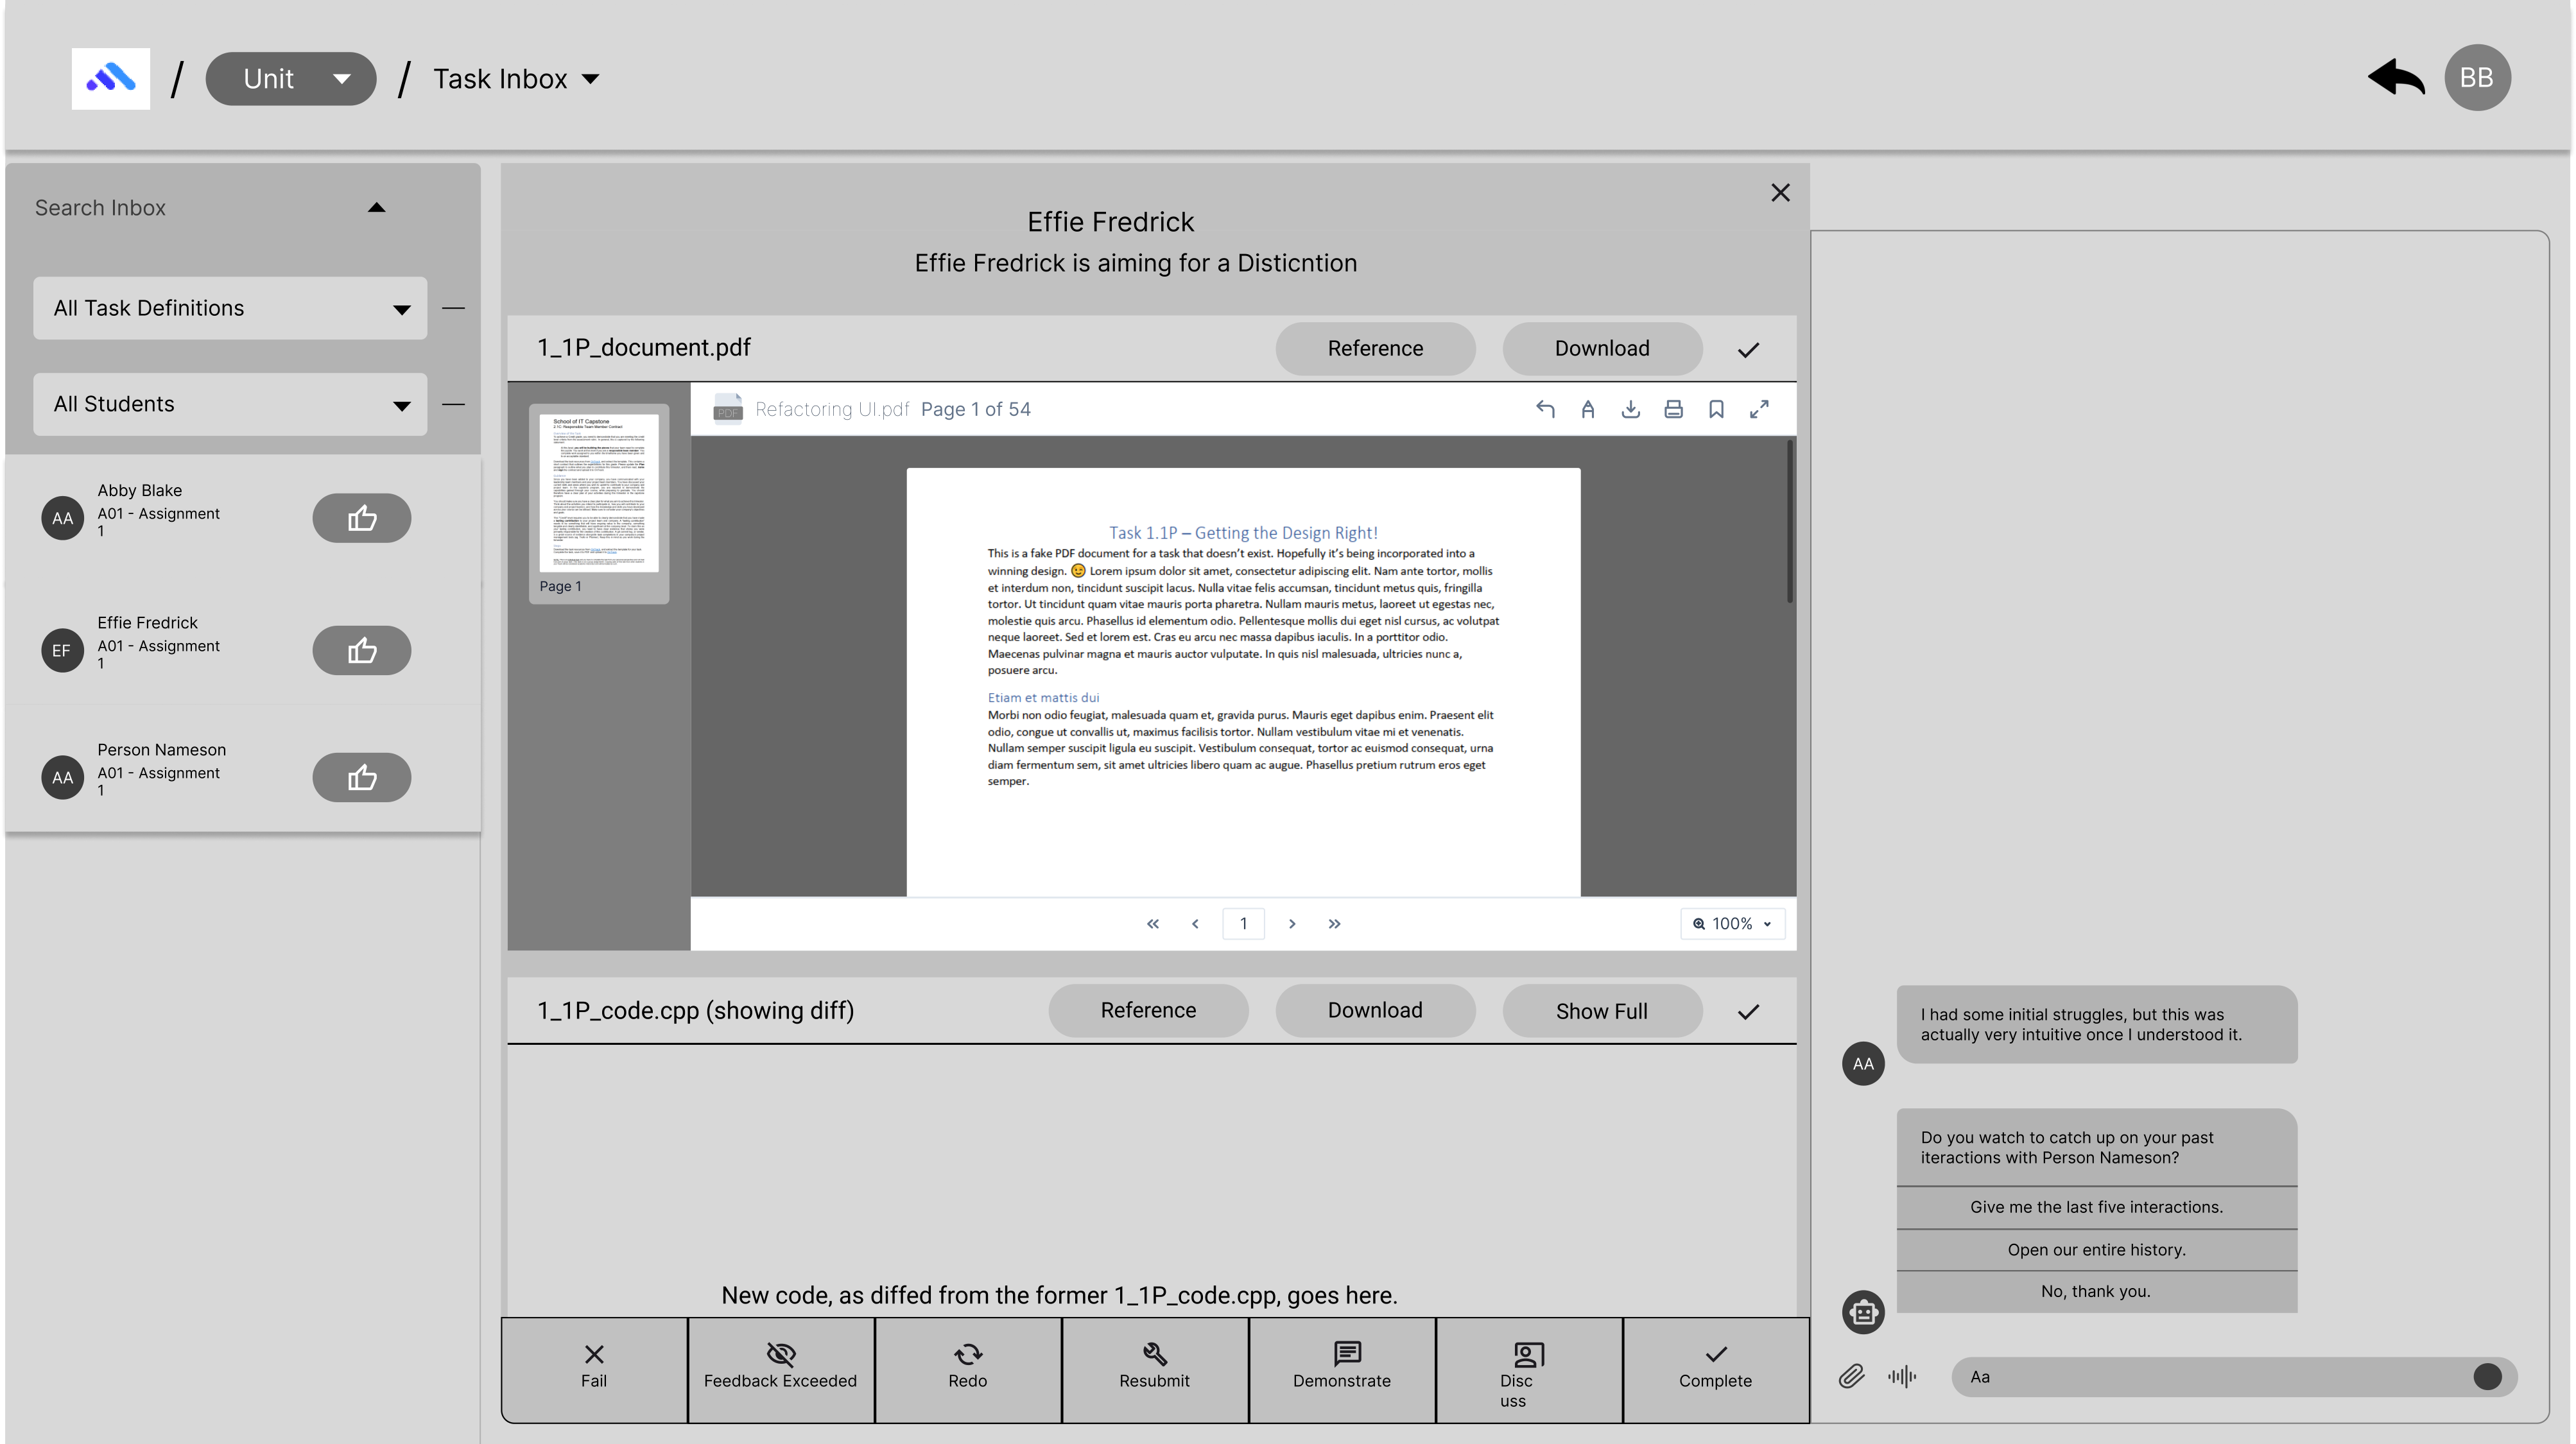 / Unit / Task Inbox
BB
Search Inbox
All Task Definitions
All Students
AA
Abby Blake
A01 - Assignment
1
EF
Effie Fredrick
A01 - Assignment
1
AA
Person Nameson
A01 - Assignment
1
Effie Fredrick
Effie Fredrick is aiming for a Disticntion
1_1P_document.pdf
Reference
Download
School of IT Capstone
Page 1
PDF
Refactoring UI.pdf Page 1 of 54
Task 1.1P – Getting the Design Right!
This is a fake PDF document for a task that doesn’t exist. Hopefully it’s being incorporated into a
winning design. 😉 Lorem ipsum dolor sit amet, consectetur adipiscing elit. Nam ante tortor, mollis
et interdum non, tincidunt suscipit lacus. Nulla vitae felis accumsan, tincidunt metus quis, fringilla
tortor. Ut tincidunt quam vitae mauris porta pharetra. Nullam mauris metus, laoreet ut egestas nec,
molestie quis arcu. Phasellus id elementum odio. Pellentesque mollis dui eget nisl cursus, ac volutpat
neque laoreet. Sed et lorem est. Cras eu arcu nec massa dapibus iaculis. In a porttitor odio.
Maecenas pulvinar magna et mauris auctor vulputate. In quis nisl malesuada, ultricies nunc a,
posuere arcu.
Etiam et mattis dui
Morbi non odio feugiat, malesuada quam et, gravida purus. Mauris eget dapibus enim. Praesent elit
odio, congue ut convallis ut, maximus facilisis tortor. Nullam vestibulum vitae mi et venenatis.
Nullam semper suscipit ligula eu suscipit. Vestibulum consequat, tortor ac euismod consequat, urna
diam fermentum sem, sit amet ultricies libero quam ac augue. Phasellus pretium rutrum eros eget
semper.
1
100%
1_1P_code.cpp (showing diff)
Reference
Download
Show Full
New code, as diffed from the former 1_1P_code.cpp, goes here.
Fail
Feedback Exceeded
Redo
Resubmit
Demonstrate
Disc
uss
Complete
I had some initial struggles, but this was
actually very intuitive once I understood it.
AA
Do you watch to catch up on your past
iteractions with Person Nameson?
Give me the last five interactions.
Open our entire history.
No, thank you.
Aa